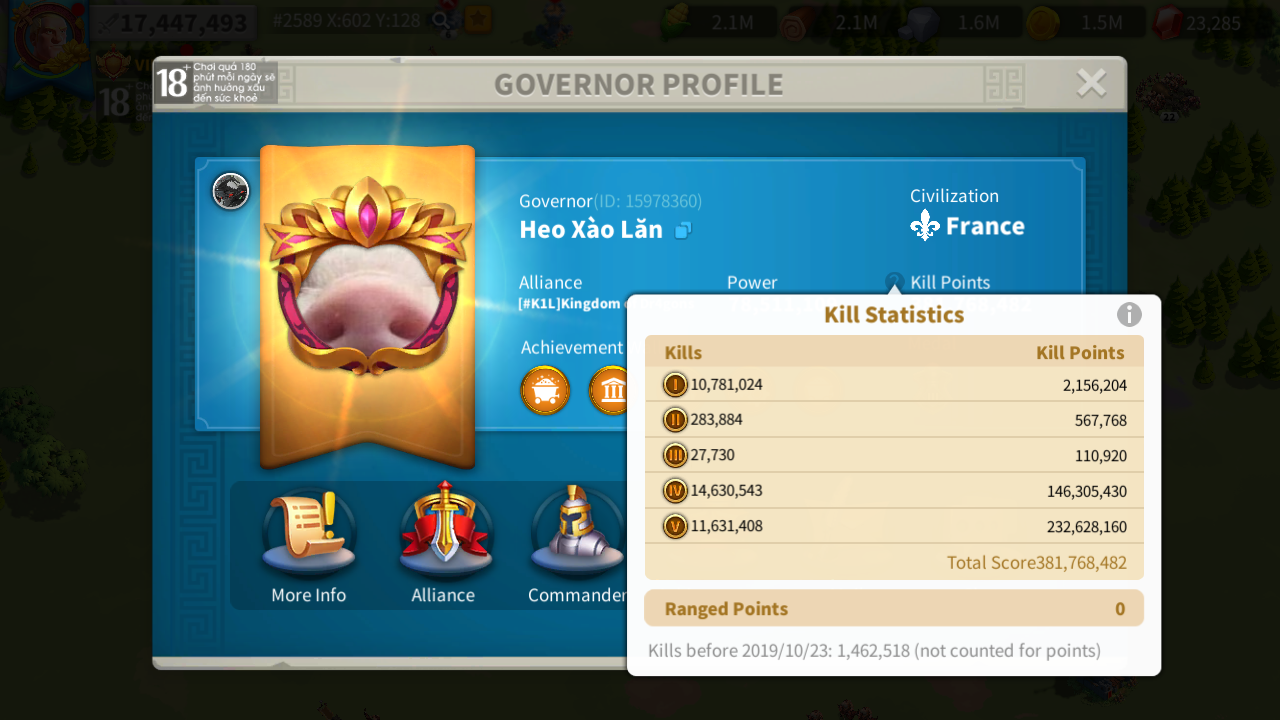 17,447,493
#2589 X:602 Y:128
2.1M
2.1M
1.6M
1.5M
23,285
18+
Chơi quá 180
phút mỗi ngày sẽ
ảnh hưởng xấu
đến sức khoẻ
GOVERNOR PROFILE
22
Governor(ID: 15978360)
Heo Xào Lăn
Civilization
France
Alliance
[#K1L]Kingdom
Power
Kill Points
Achievement
Kill Statistics
Kills
Kill Points
I 10,781,024 2,156,204
II 283,884 567,768
III 27,730 110,920
IV 14,630,543 146,305,430
V 11,631,408 232,628,160
Total Score381,768,482
Ranged Points 0
Kills before 2019/10/23: 1,462,518 (not counted for points)
More Info
Alliance
Commander